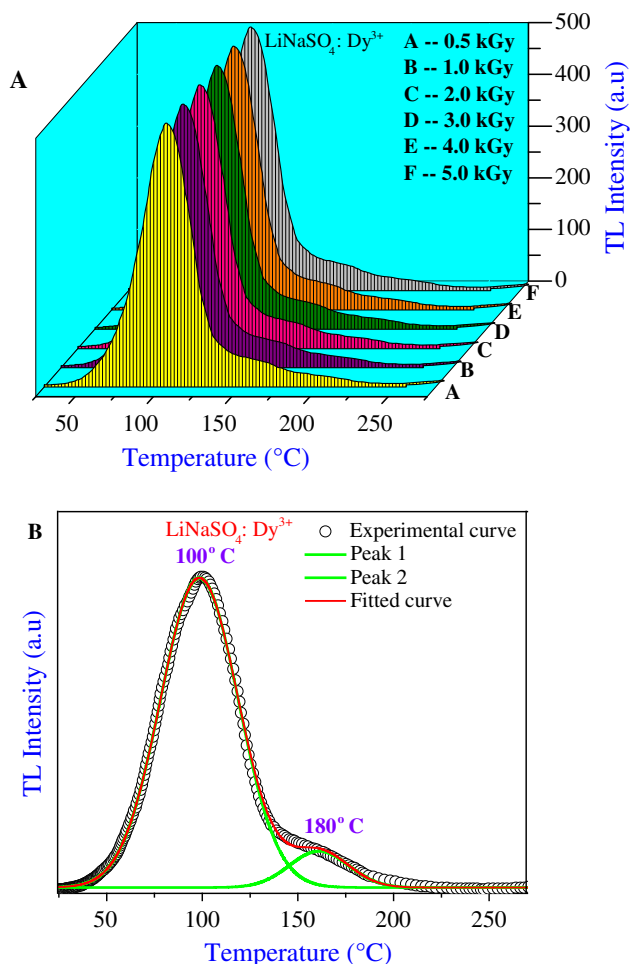 A
LiNaSO₄: Dy³⁺
A -- 0.5 kGy
B -- 1.0 kGy
C -- 2.0 kGy
D -- 3.0 kGy
E -- 4.0 kGy
F -- 5.0 kGy
500
400
300
200
100
0
TL Intensity (a.u)
F
E
D
C
B
A
50 100 150 200 250
Temperature (°C)
B
LiNaSO₄: Dy³⁺
100° C
Experimental curve
Peak 1
Peak 2
Fitted curve
TL Intensity (a.u)
180° C
50 100 150 200 250
Temperature (°C)